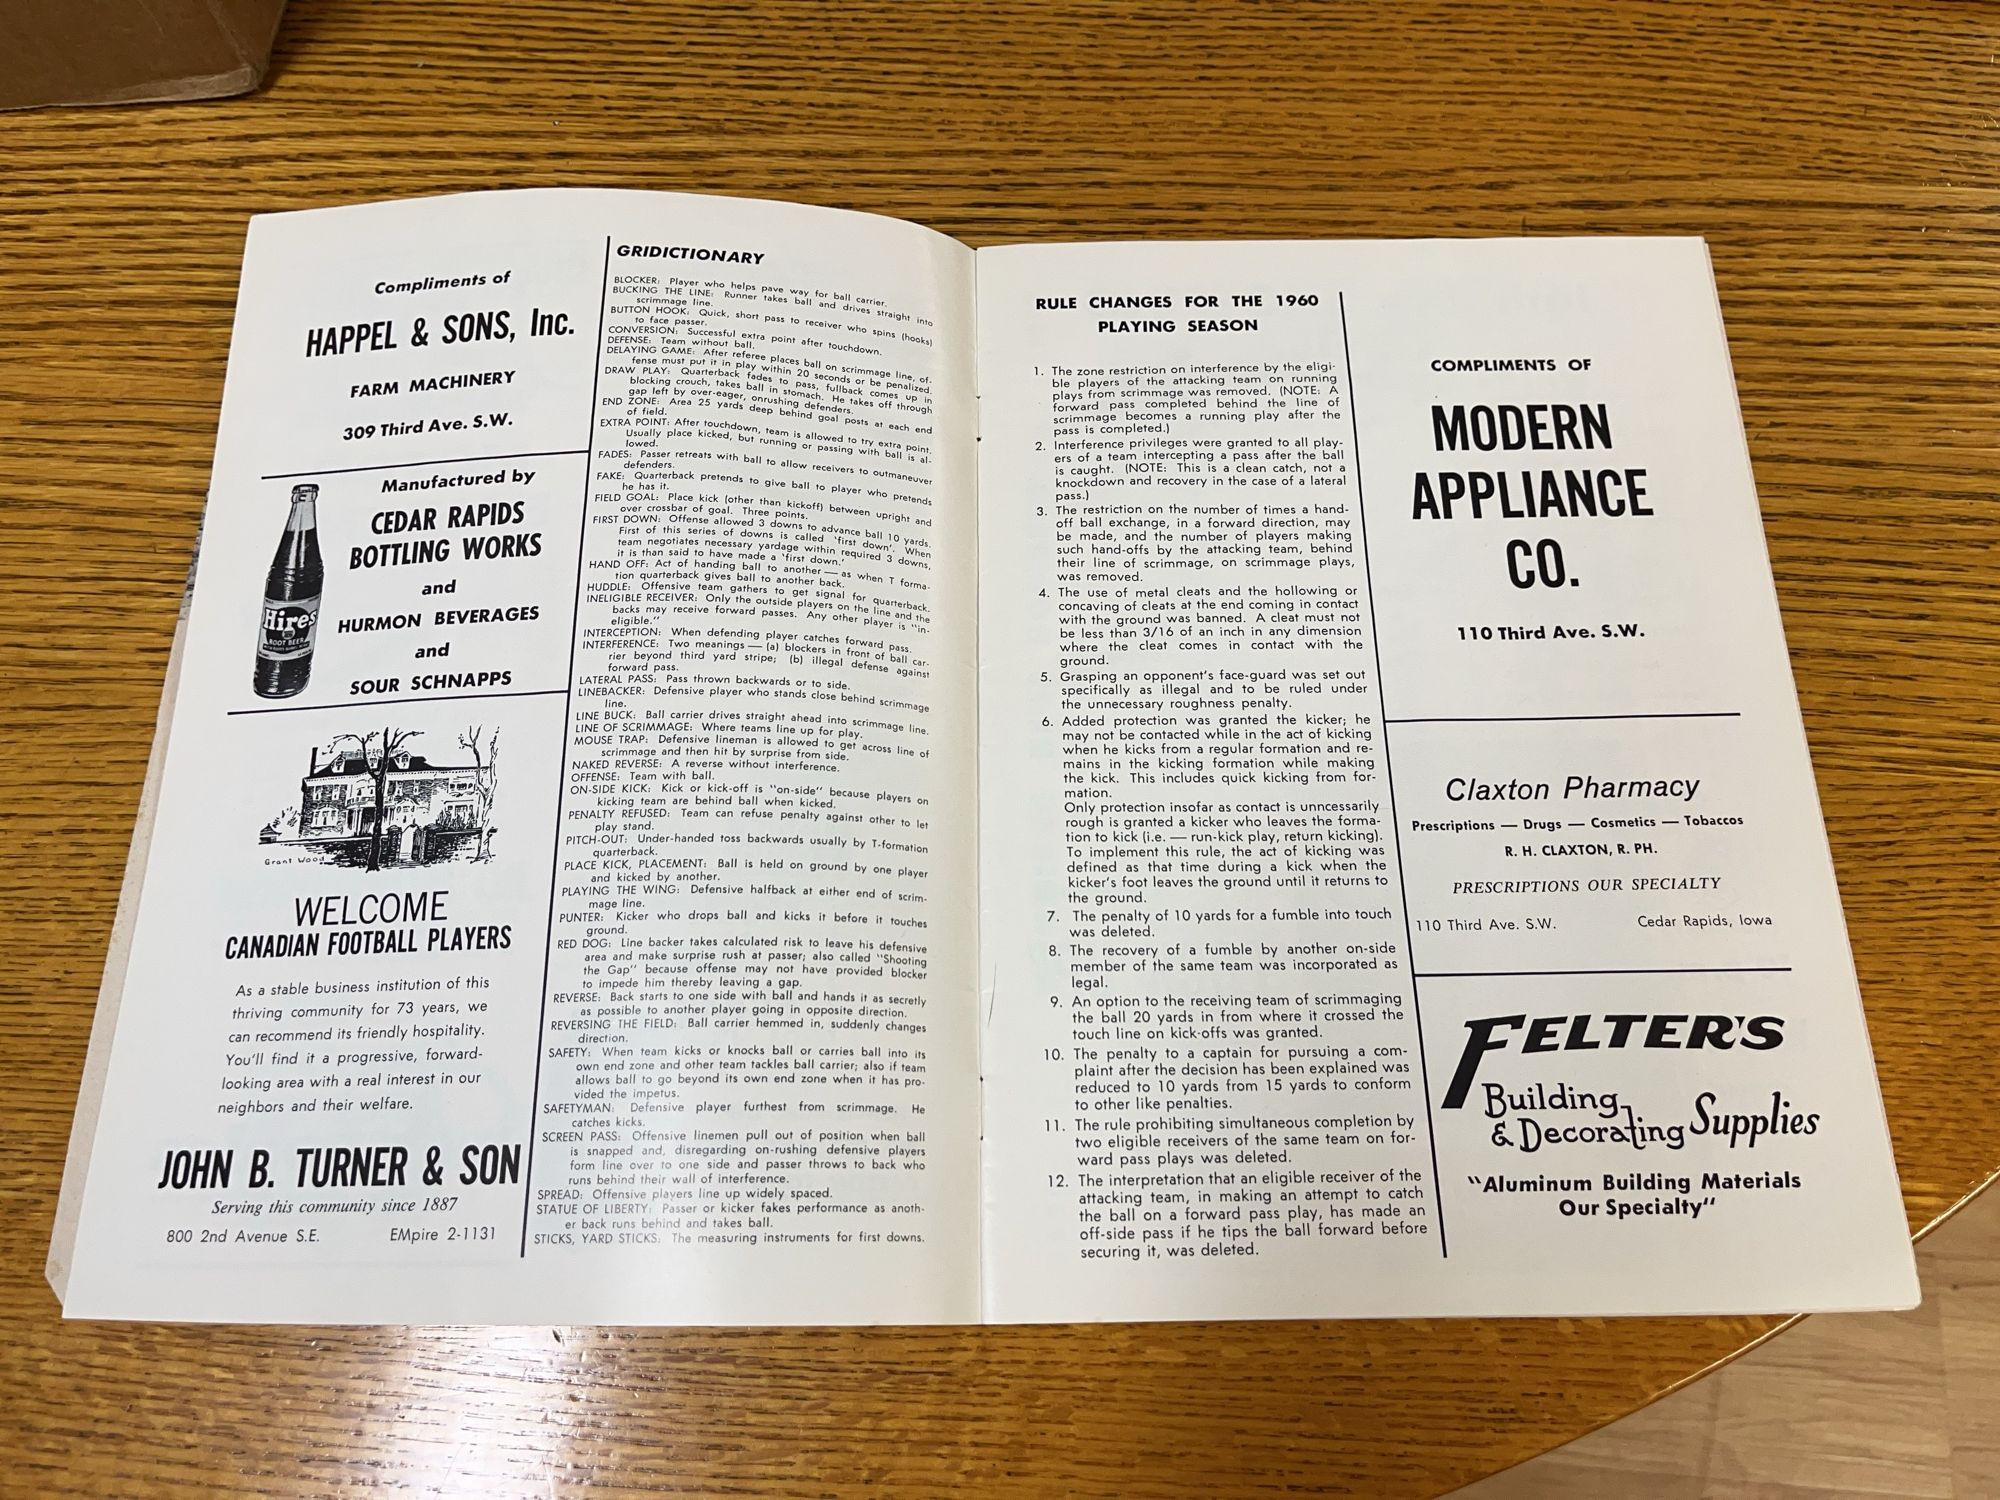 Compliments of
HAPPEL & SONS, Inc.
FARM MACHINERY
309 Third Ave. S.W.
Manufactured by
CEDAR RAPIDS
BOTTLING WORKS
and
HURMON BEVERAGES
and
SOUR SCHNAPPS
Hires
ROOT BEER
Grant Wood
WELCOME
CANADIAN FOOTBALL PLAYERS
As a stable business institution of this
thriving community for 73 years, we
can recommend its friendly hospitality.
You'll find it a progressive, forward-
looking area with a real interest in our
neighbors and their welfare.
JOHN B. TURNER & SON
Serving this community since 1887
800 2nd Avenue S.E. EMpire 2-1131
GRIDICTIONARY
BLOCKER: Player who helps pave way for ball carrier.
BUCKING THE LINE: Runner takes ball and drives straight into
scrimmage line.
BUTTON HOOK: Quick, short pass to receiver who spins (hooks)
to face passer.
CONVERSION: Successful extra point after touchdown.
DEFENSE: Team without ball.
DELAYING GAME: After referee places ball on scrimmage line, of-
fense must put it in play within 20 seconds or be penalized.
DRAW PLAY: Quarterback fades to pass, fullback comes up in
blocking crouch, takes ball in stomach. He takes off through
gap left by over-eager, onrushing defenders.
END ZONE: Area 25 yards deep behind goal posts at each end
of field.
EXTRA POINT: After touchdown, team is allowed to try extra point.
Usually place kicked, but running or passing with ball is al-
lowed.
FADES: Passer retreats with ball to allow receivers to outmaneuver
defenders.
FAKE: Quarterback pretends to give ball to player who pretends
he has it.
FIELD GOAL: Place kick (other than kickoff) between upright and
over crossbar of goal. Three points.
FIRST DOWN: Offense allowed 3 downs to advance ball 10 yards.
First of this series of downs is called 'first down'. When
team negotiates necessary yardage within required 3 downs,
it is than said to have made a 'first down.'
HAND OFF: Act of handing ball to another — as when T forma-
tion quarterback gives ball to another back.
HUDDLE: Offensive team gathers to get signal for quarterback.
INELIGIBLE RECEIVER: Only the outside players on the line and the
backs may receive forward passes. Any other player is "in-
eligible."
INTERCEPTION: When defending player catches forward pass.
INTERFERENCE: Two meanings — (a) blockers in front of ball car-
rier beyond third yard stripe; (b) illegal defense against
forward pass.
LATERAL PASS: Pass thrown backwards or to side.
LINEBACKER: Defensive player who stands close behind scrimmage
line.
LINE BUCK: Ball carrier drives straight ahead into scrimmage line.
LINE OF SCRIMMAGE: Where teams line up for play.
MOUSE TRAP: Defensive lineman is allowed to get across line of
scrimmage and then hit by surprise from side.
NAKED REVERSE: A reverse without interference.
OFFENSE: Team with ball.
ON-SIDE KICK: Kick or kick-off is "on-side" because players on
kicking team are behind ball when kicked.
PENALTY REFUSED: Team can refuse penalty against other to let
play stand.
PITCH-OUT: Under-handed toss backwards usually by T-formation
quarterback.
PLACE KICK, PLACEMENT: Ball is held on ground by one player
and kicked by another.
PLAYING THE WING: Defensive halfback at either end of scrim-
mage line.
PUNTER: Kicker who drops ball and kicks it before it touches
ground.
RED DOG: Line backer takes calculated risk to leave his defensive
area and make surprise rush at passer; also called "Shooting
the Gap" because offense may not have provided blocker
to impede him thereby leaving a gap.
REVERSE: Back starts to one side with ball and hands it as secretly
as possible to another player going in opposite direction.
REVERSING THE FIELD: Ball carrier hemmed in, suddenly changes
direction.
SAFETY: When team kicks or knocks ball or carries ball into its
own end zone and other team tackles ball carrier; also if team
allows ball to go beyond its own end zone when it has pro-
vided the impetus.
SAFETYMAN: Defensive player furthest from scrimmage. He
catches kicks.
SCREEN PASS: Offensive linemen pull out of position when ball
is snapped and, disregarding on-rushing defensive players
form line over to one side and passer throws to back who
runs behind their wall of interference.
SPREAD: Offensive players line up widely spaced.
STATUE OF LIBERTY: Passer or kicker fakes performance as anoth-
er back runs behind and takes ball.
STICKS, YARD STICKS: The measuring instruments for first downs.
RULE CHANGES FOR THE 1960
PLAYING SEASON
1. The zone restriction on interference by the eligi-
ble players of the attacking team on running
plays from scrimmage was removed. (NOTE: A
forward pass completed behind the line of
scrimmage becomes a running play after the
pass is completed.)
2. Interference privileges were granted to all play-
ers of a team intercepting a pass after the ball
is caught. (NOTE: This is a clean catch, not a
knockdown and recovery in the case of a lateral
pass.)
3. The restriction on the number of times a hand-
off ball exchange, in a forward direction, may
be made, and the number of players making
such hand-offs by the attacking team, behind
their line of scrimmage, on scrimmage plays,
was removed.
4. The use of metal cleats and the hollowing or
concaving of cleats at the end coming in contact
with the ground was banned. A cleat must not
be less than 3/16 of an inch in any dimension
where the cleat comes in contact with the
ground.
5. Grasping an opponent's face-guard was set out
specifically as illegal and to be ruled under
the unnecessary roughness penalty.
6. Added protection was granted the kicker; he
may not be contacted while in the act of kicking
when he kicks from a regular formation and re-
mains in the kicking formation while making
the kick. This includes quick kicking from for-
mation.
Only protection insofar as contact is unncessarily
rough is granted a kicker who leaves the forma-
tion to kick (i.e. — run-kick play, return kicking).
To implement this rule, the act of kicking was
defined as that time during a kick when the
kicker's foot leaves the ground until it returns to
the ground.
7. The penalty of 10 yards for a fumble into touch
was deleted.
8. The recovery of a fumble by another on-side
member of the same team was incorporated as
legal.
9. An option to the receiving team of scrimmaging
the ball 20 yards in from where it crossed the
touch line on kick-offs was granted.
10. The penalty to a captain for pursuing a com-
plaint after the decision has been explained was
reduced to 10 yards from 15 yards to conform
to other like penalties.
11. The rule prohibiting simultaneous completion by
two eligible receivers of the same team on for-
ward pass plays was deleted.
12. The interpretation that an eligible receiver of the
attacking team, in making an attempt to catch
the ball on a forward pass play, has made an
off-side pass if he tips the ball forward before
securing it, was deleted.
COMPLIMENTS OF
MODERN
APPLIANCE
CO.
110 Third Ave. S.W.
Claxton Pharmacy
Prescriptions — Drugs — Cosmetics — Tobaccos
R. H. CLAXTON, R. PH.
PRESCRIPTIONS OUR SPECIALTY
110 Third Ave. S.W. Cedar Rapids, Iowa
FELTER'S
Building
& Decorating Supplies
"Aluminum Building Materials
Our Specialty"